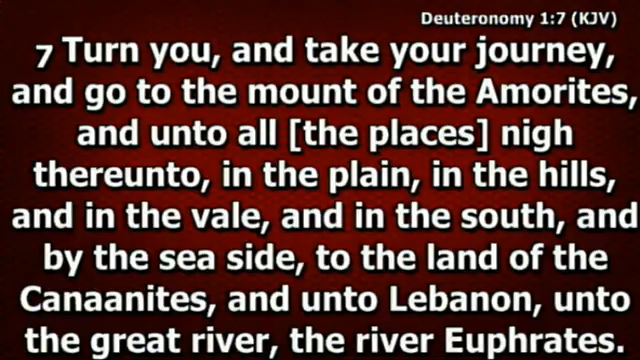 Deuteronomy 1:7 (KJV)
7 Turn you, and take your journey,
and go to the mount of the Amorites,
and unto all [the places] nigh
thereunto, in the plain, in the hills,
and in the vale, and in the south, and
by the sea side, to the land of the
Canaanites, and unto Lebanon, unto
the great river, the river Euphrates.